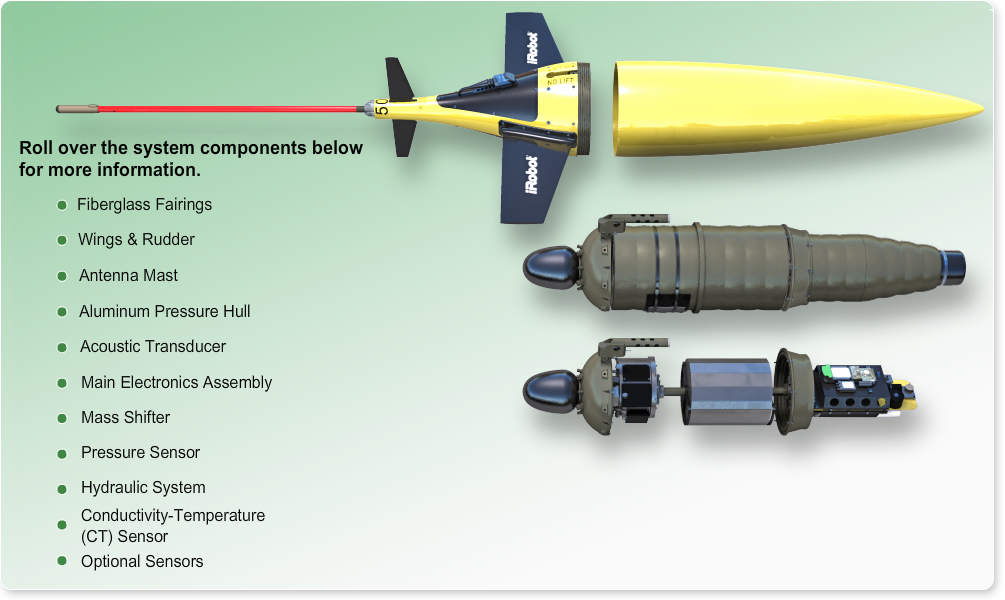 iRobot
NO LIFT
50
iRobot
Roll over the system components below
for more information.
Fiberglass Fairings
Wings & Rudder
Antenna Mast
Aluminum Pressure Hull
Acoustic Transducer
Main Electronics Assembly
Mass Shifter
Pressure Sensor
Hydraulic System
Conductivity-Temperature
(CT) Sensor
Optional Sensors